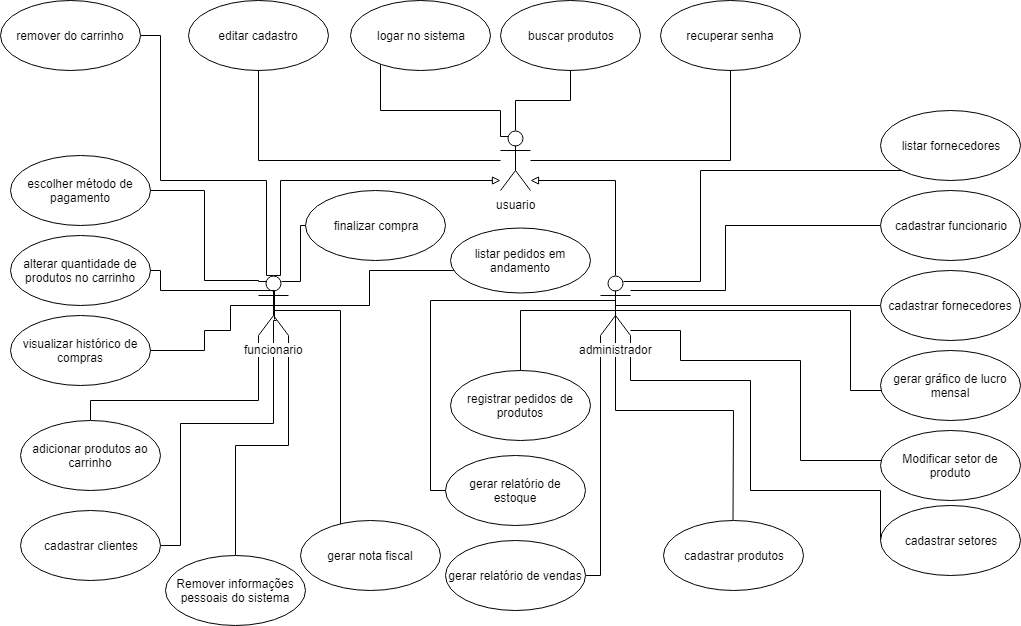 remover do carrinho
editar cadastro
logar no sistema
buscar produtos
recuperar senha
listar fornecedores
escolher método de
pagamento
usuario
finalizar compra
cadastrar funcionario
listar pedidos em
andamento
alterar quantidade de
produtos no carrinho
cadastrar fornecedores
visualizar histórico de
compras
funcionario
administrador
gerar gráfico de lucro
mensal
registrar pedidos de
produtos
adicionar produtos ao
carrinho
Modificar setor de
produto
gerar relatório de
estoque
cadastrar clientes
cadastrar setores
gerar nota fiscal
cadastrar produtos
gerar relatório de vendas
Remover informações
pessoais do sistema